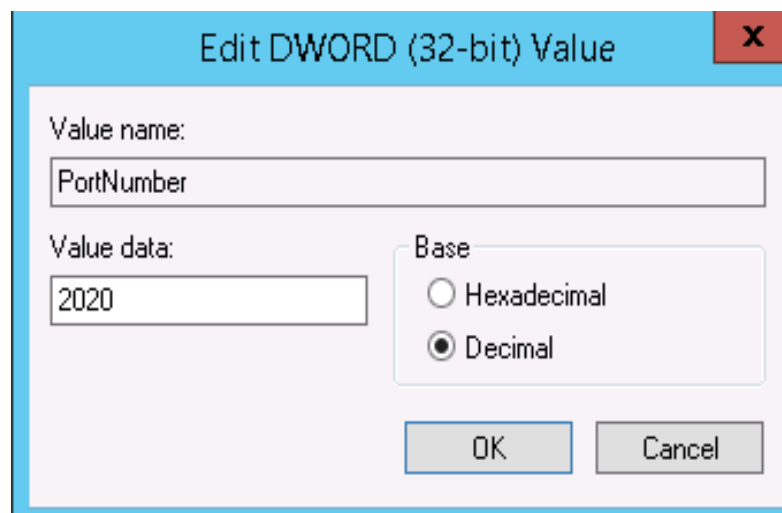 Edit DWORD (32-bit) Value
x
Value name:
PortNumber
Value data:
2020
Base
Hexadecimal
Decimal
OK
Cancel